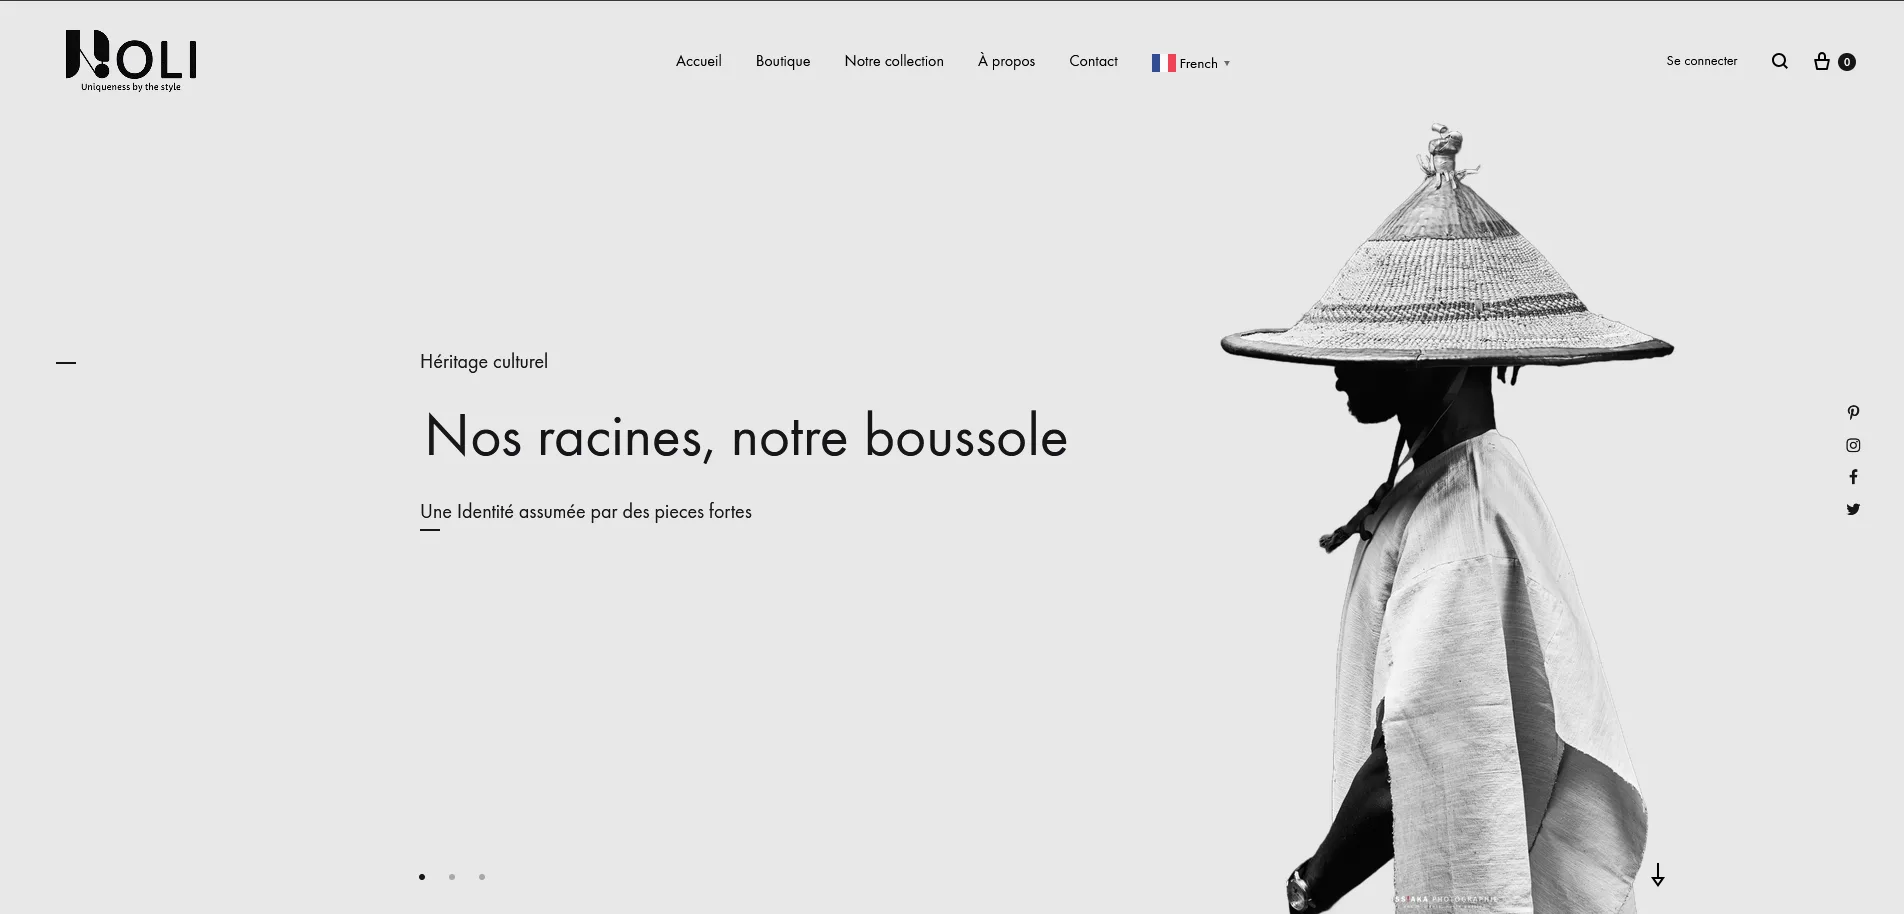 NOLI
Uniqueness by the style
Accueil
Boutique
Notre collection
À propos
Contact
French
Se connecter
0
Héritage culturel
Nos racines, notre boussole
Une Identité assumée par des pieces fortes
PHOTOGRAPHIE